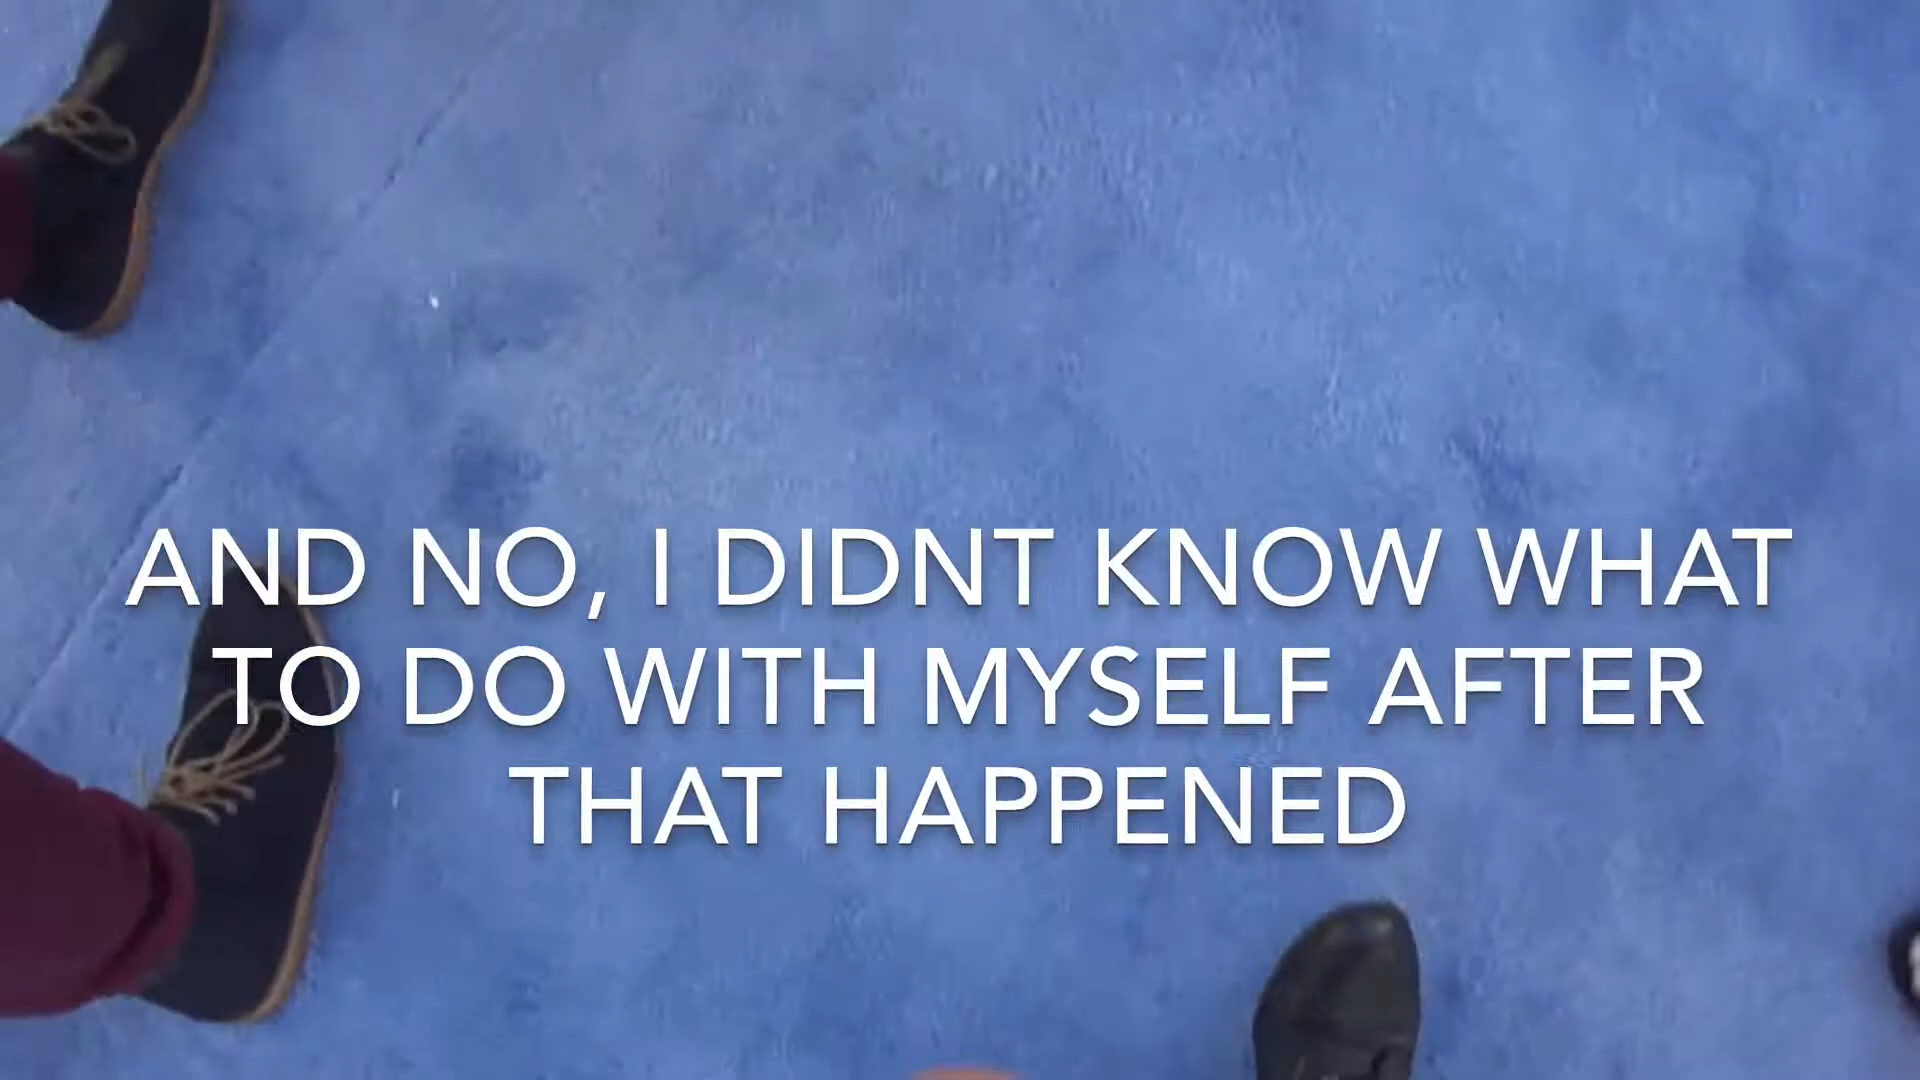 AND NO, I DIDNT KNOW WHAT
TO DO WITH MYSELF AFTER
THAT HAPPENED